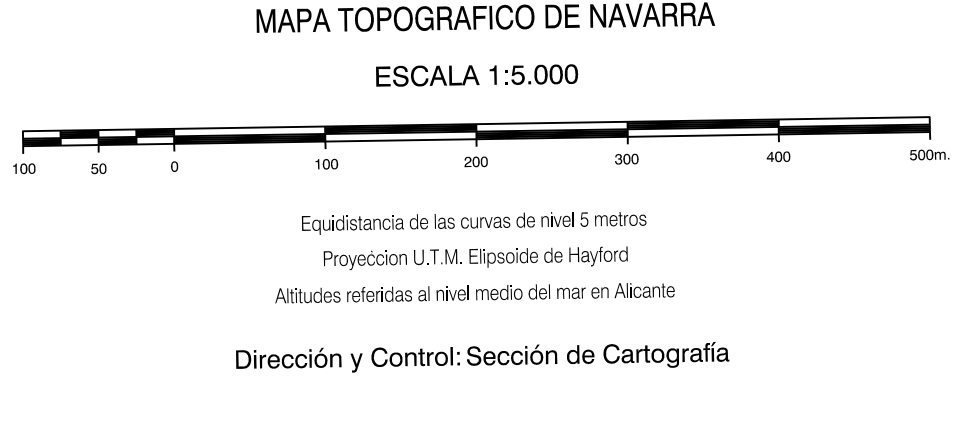 MAPA TOPOGRAFICO DE NAVARRA
ESCALA 1:5.000
100 50 0 100 200 300 400 500m.
Equidistancia de las curvas de nivel 5 metros
Proyeċcion U.T.M. Elipsoide de Hayford
Altitudes referidas al nivel medio del mar en Alicante
Dirección y Control: Sección de Cartografía